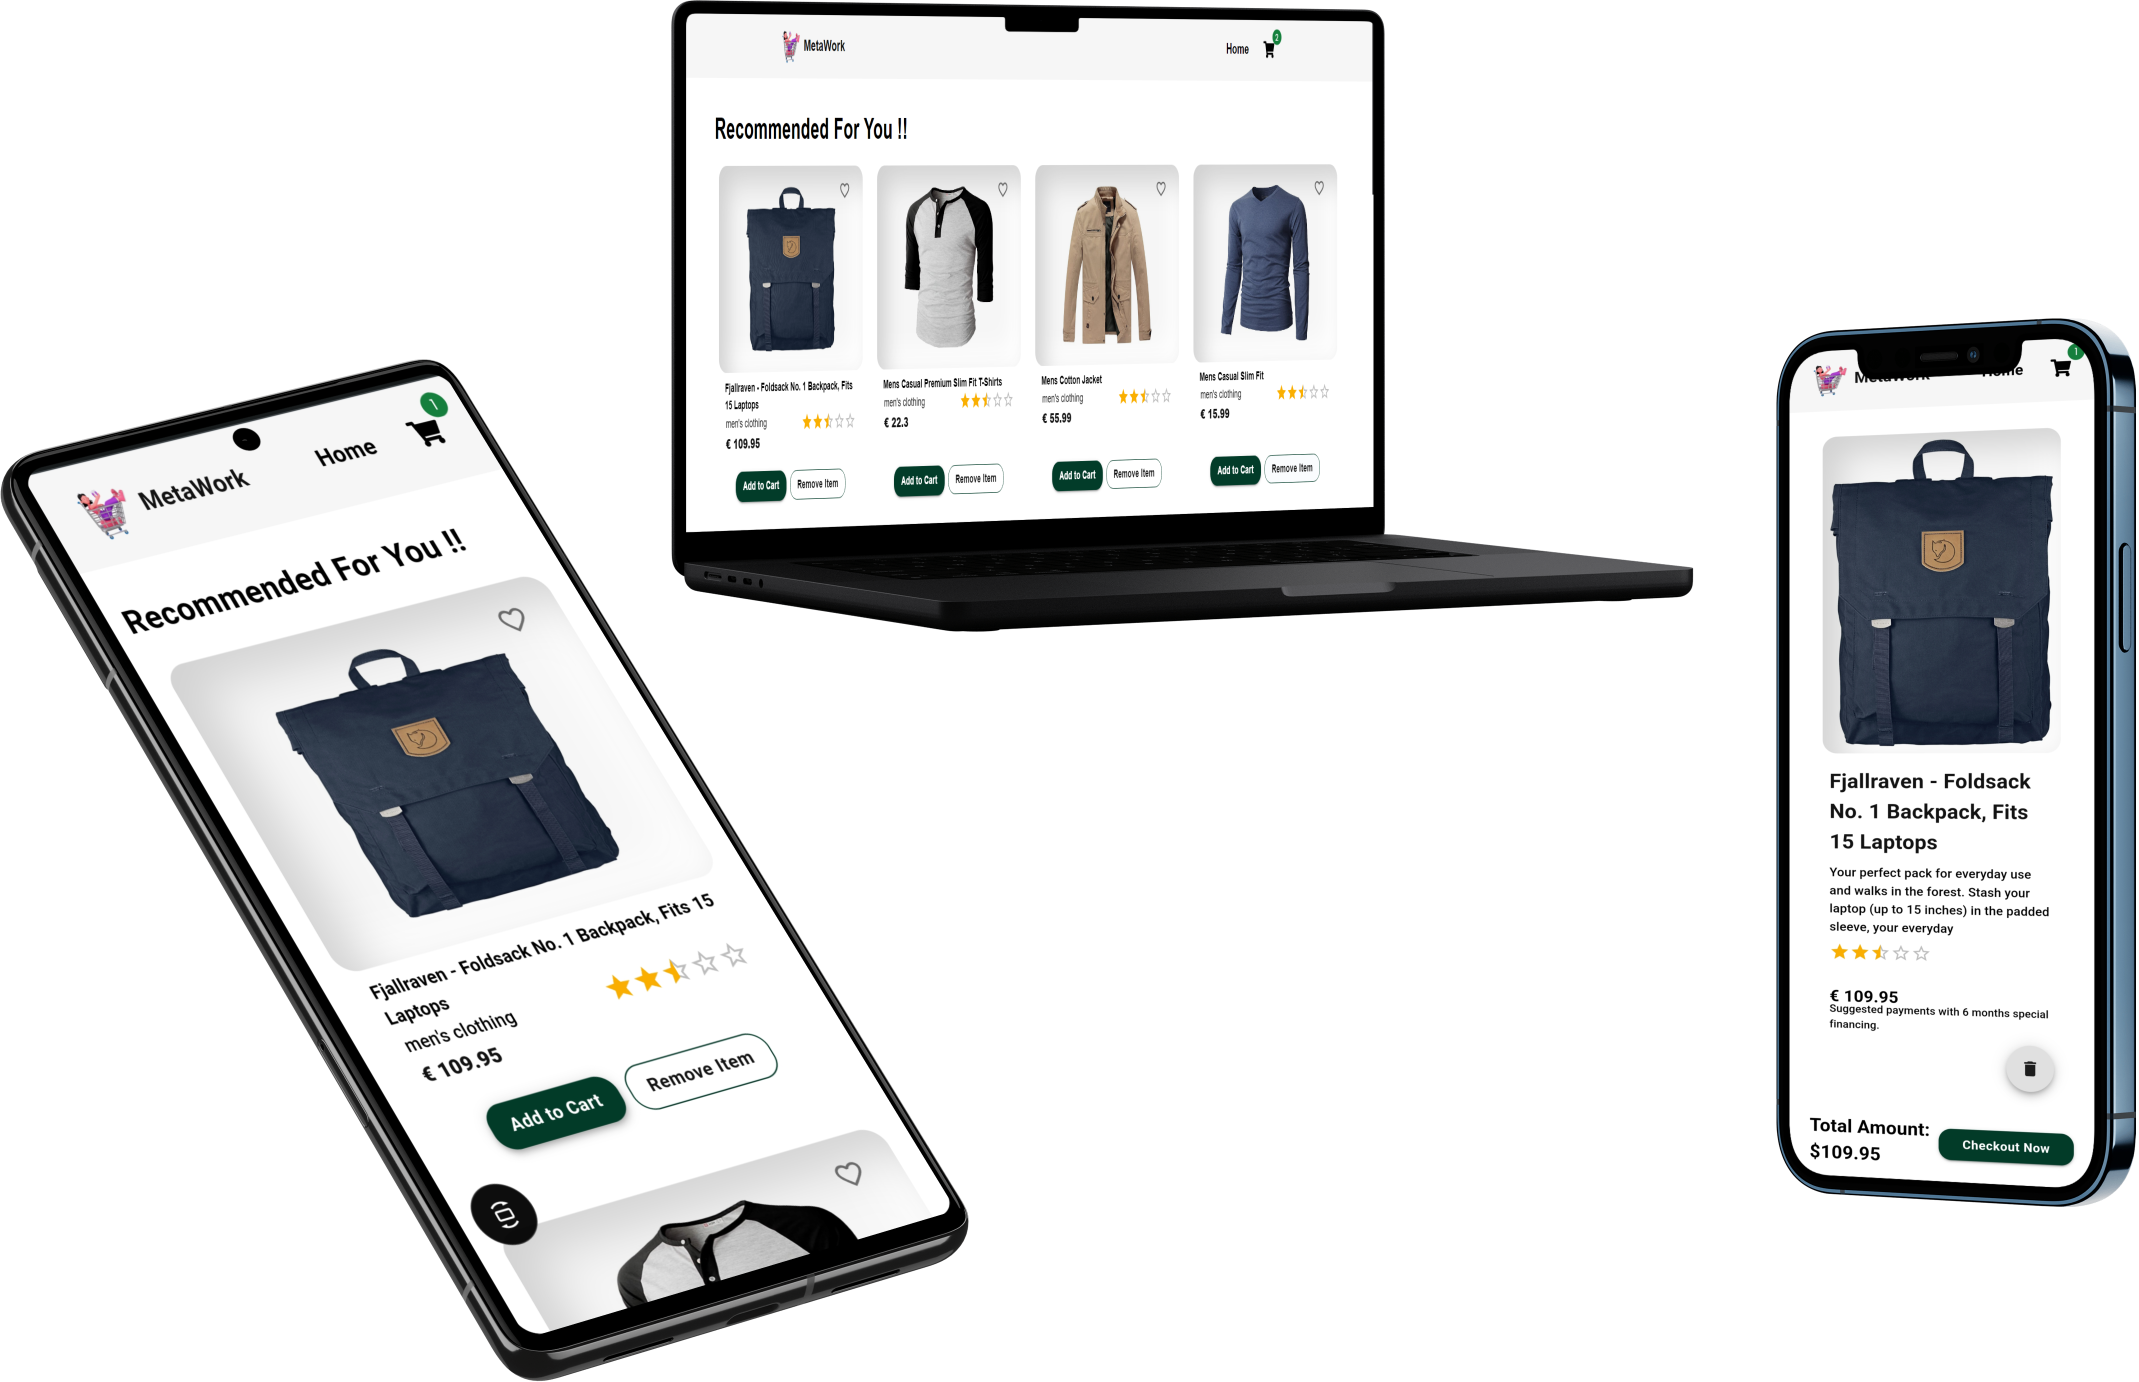 MetaWork
Home
2
Recommended For You !!
Fjallraven - Foldsack No. 1 Backpack, Fits
15 Laptops
men's clothing
€ 109.95
Add to Cart
Remove Item
Mens Casual Premium Slim Fit T-Shirts
men's clothing
€ 22.3
Add to Cart
Remove Item
Mens Cotton Jacket
men's clothing
€ 55.99
Add to Cart
Remove Item
Mens Casual Slim Fit
men's clothing
€ 15.99
Add to Cart
Remove Item
MetaWork
Home
1
Recommended For You !!
Fjallraven - Foldsack No. 1 Backpack, Fits 15
Laptops
men's clothing
€ 109.95
Add to Cart
Remove Item
MetaWork
Home
1
Fjallraven - Foldsack
No. 1 Backpack, Fits
15 Laptops
Your perfect pack for everyday use
and walks in the forest. Stash your
laptop (up to 15 inches) in the padded
sleeve, your everyday
€ 109.95
Suggested payments with 6 months special
financing.
Total Amount:
$109.95
Checkout Now